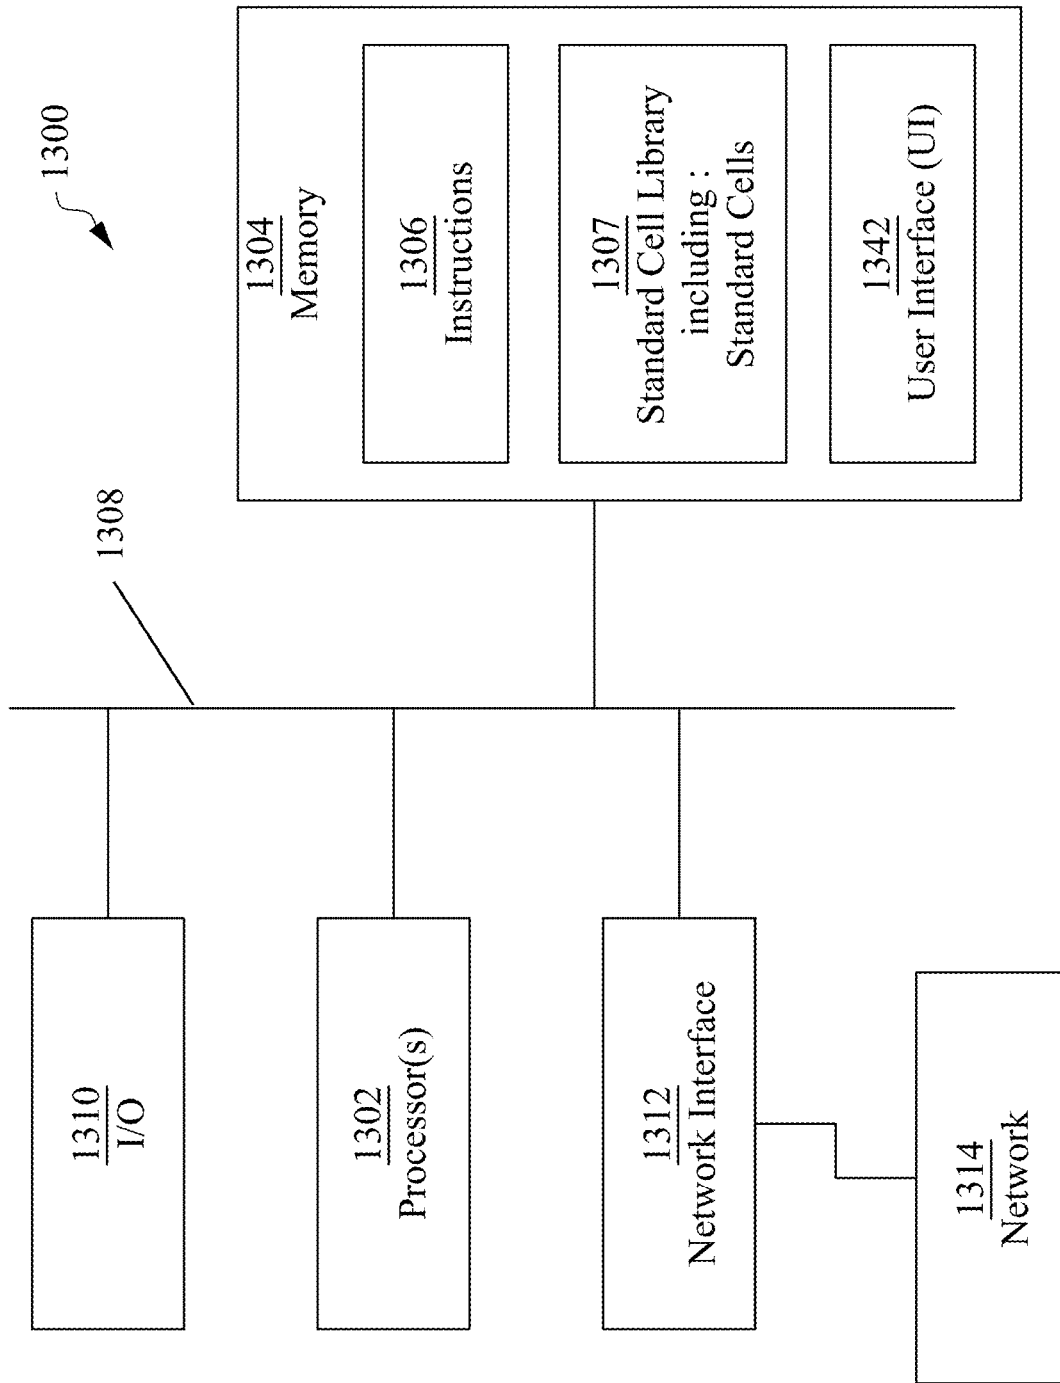 1300
1304
Memory
1306
Instructions
1307
Standard Cell Library
including :
Standard Cells
1342
User Interface (UI)
1308
1310
I/O
1302
Processor(s)
1312
Network Interface
1314
Network